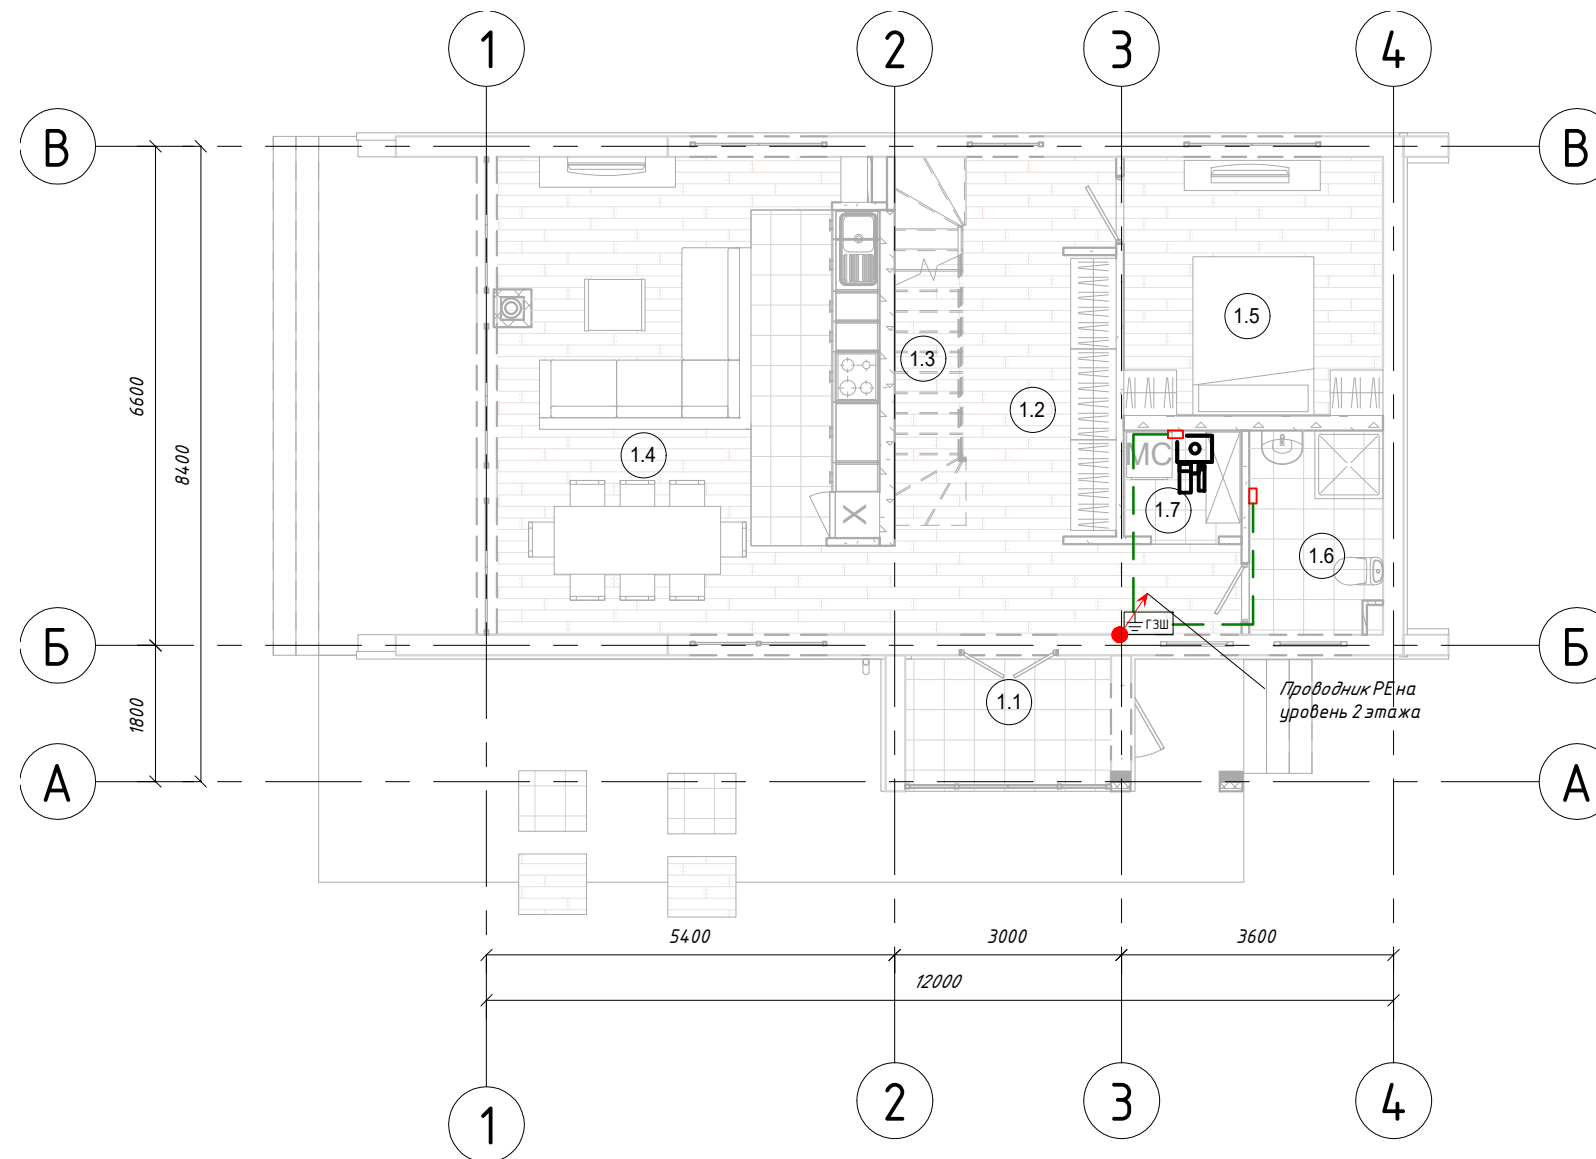 1 2 3 4
В В
1.5
1.3
6600
1.2
8400
1.4
МС
1.7
X
1.6
ГЗШ
Б Б
1.1
Проводник PE на
уровень 2 этажа
1800
А А
5400 3000 3600
12000
1 2 3 4